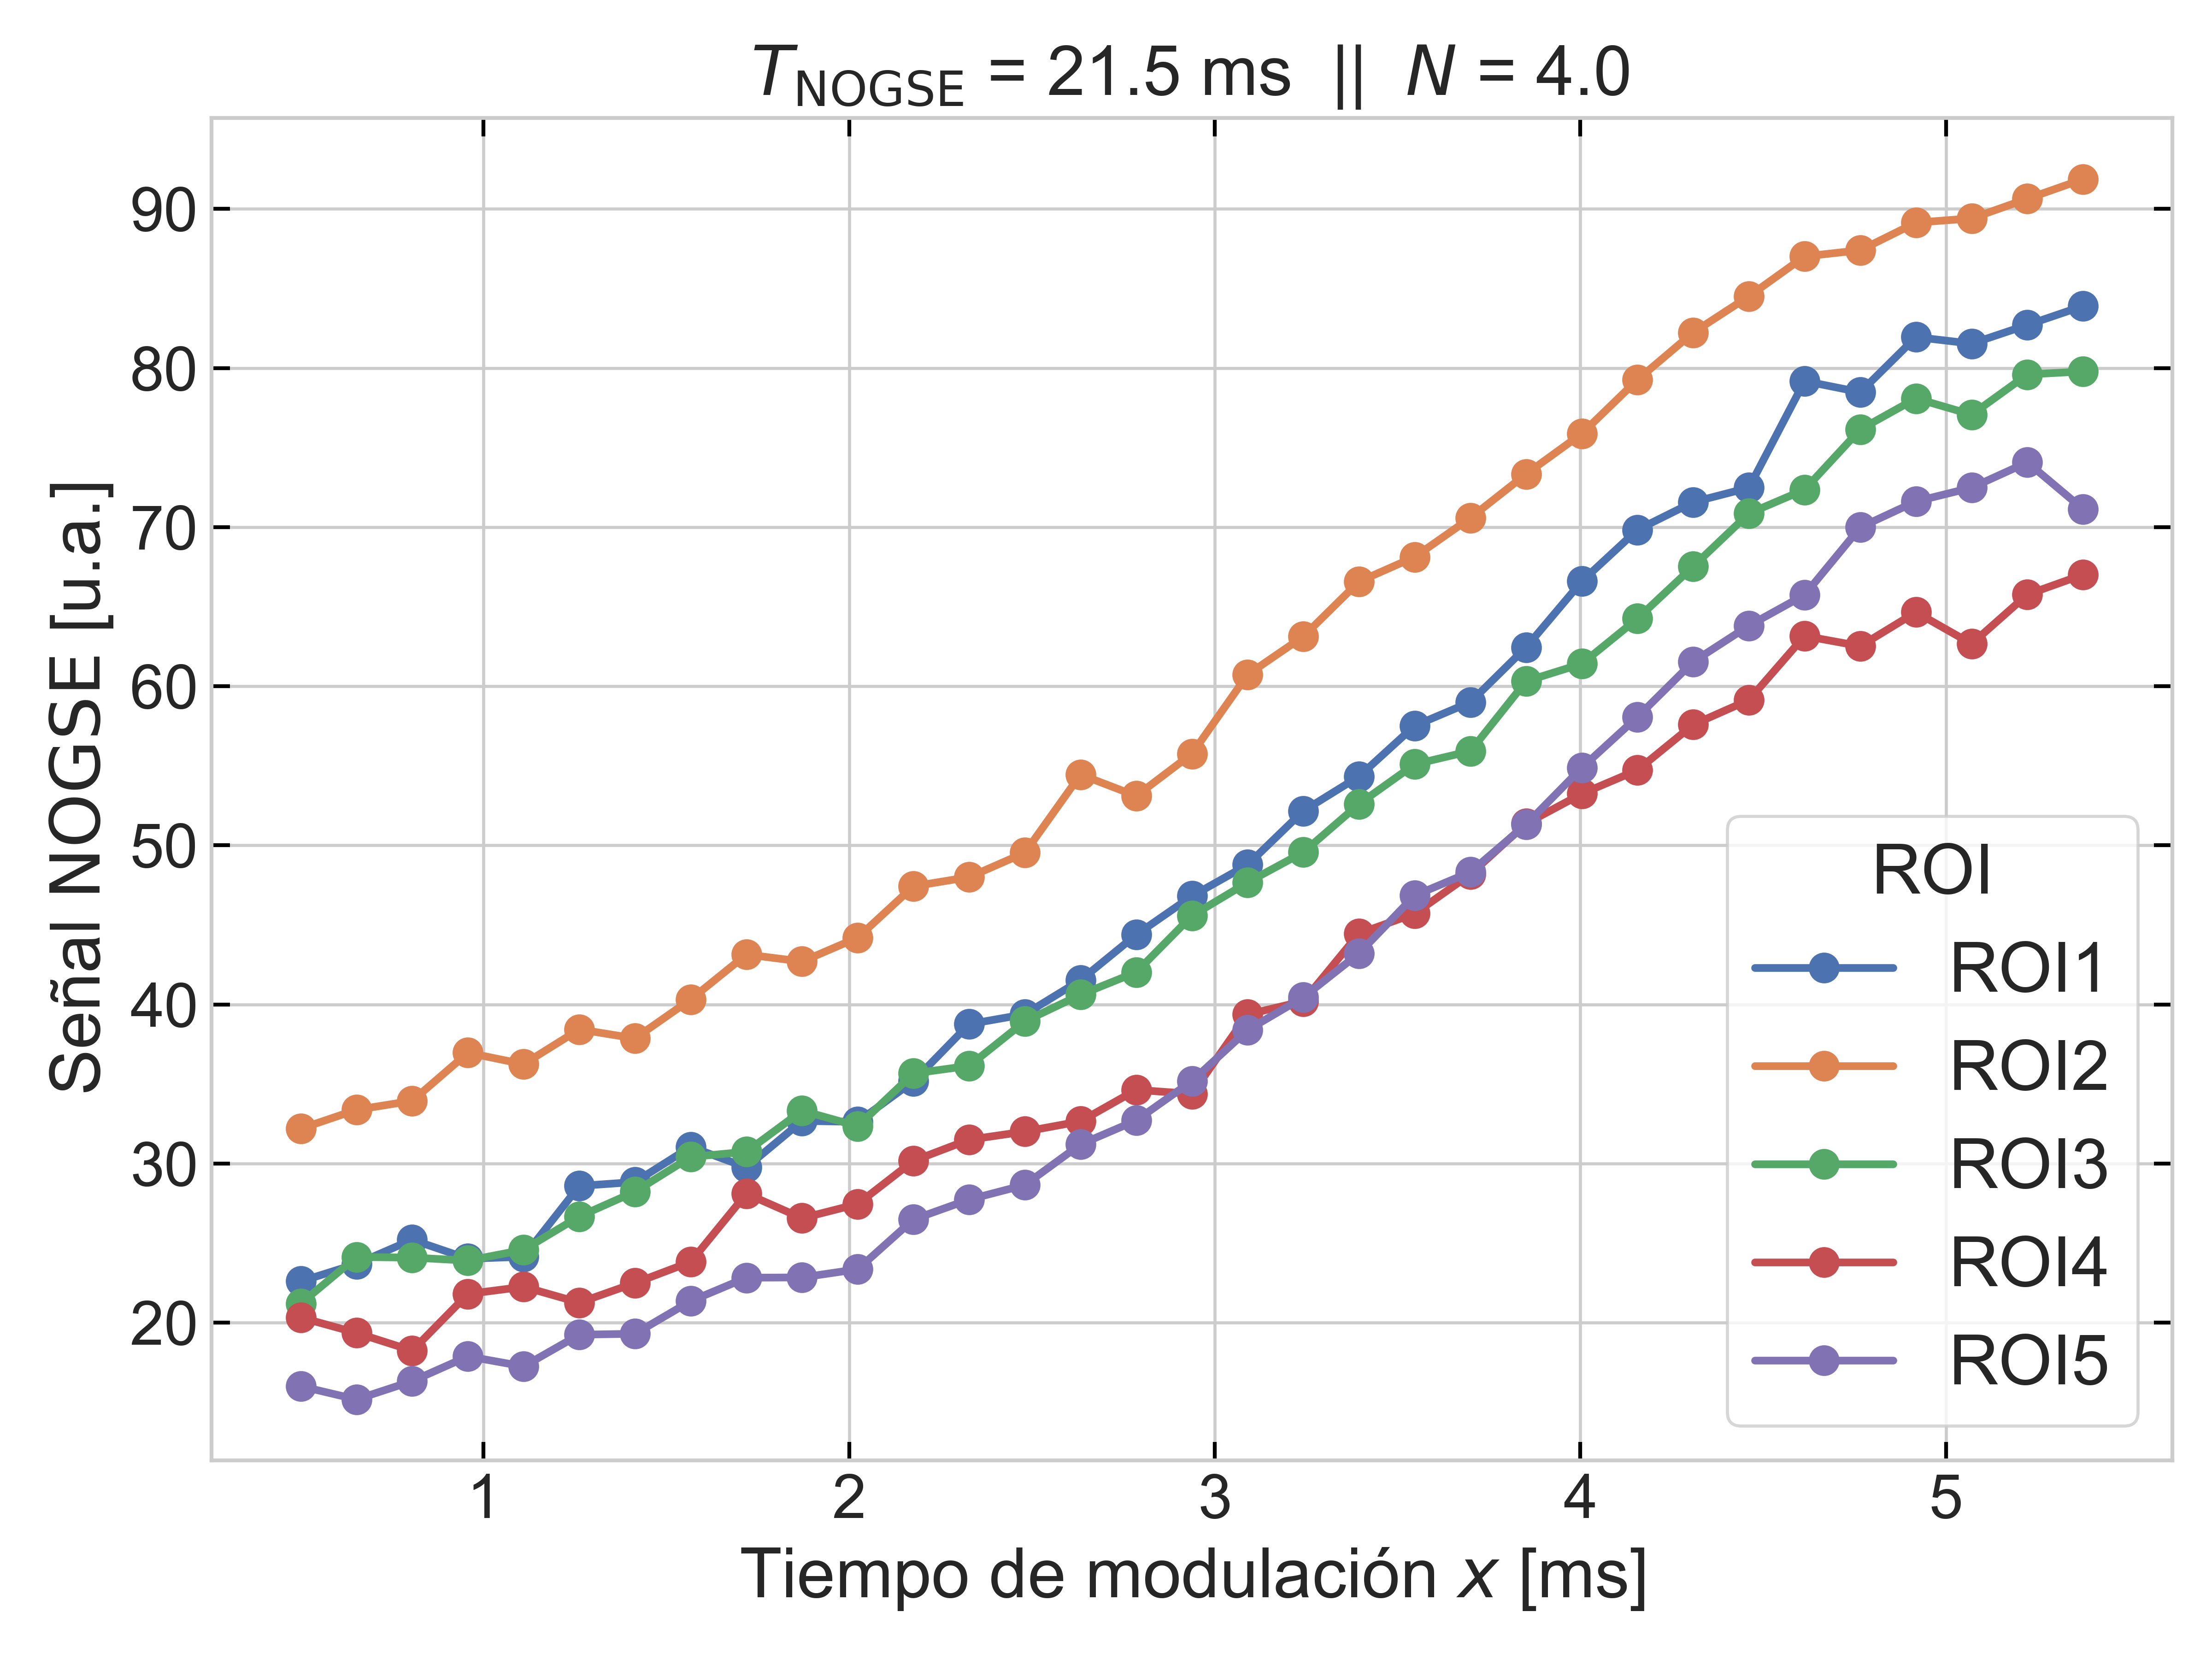 T_NOGSE = 21.5 ms || N = 4.0
Señal NOGSE [u.a.]
90
80
70
60
50
40
30
20
1 2 3 4 5
Tiempo de modulación x [ms]
ROI
ROI1
ROI2
ROI3
ROI4
ROI5